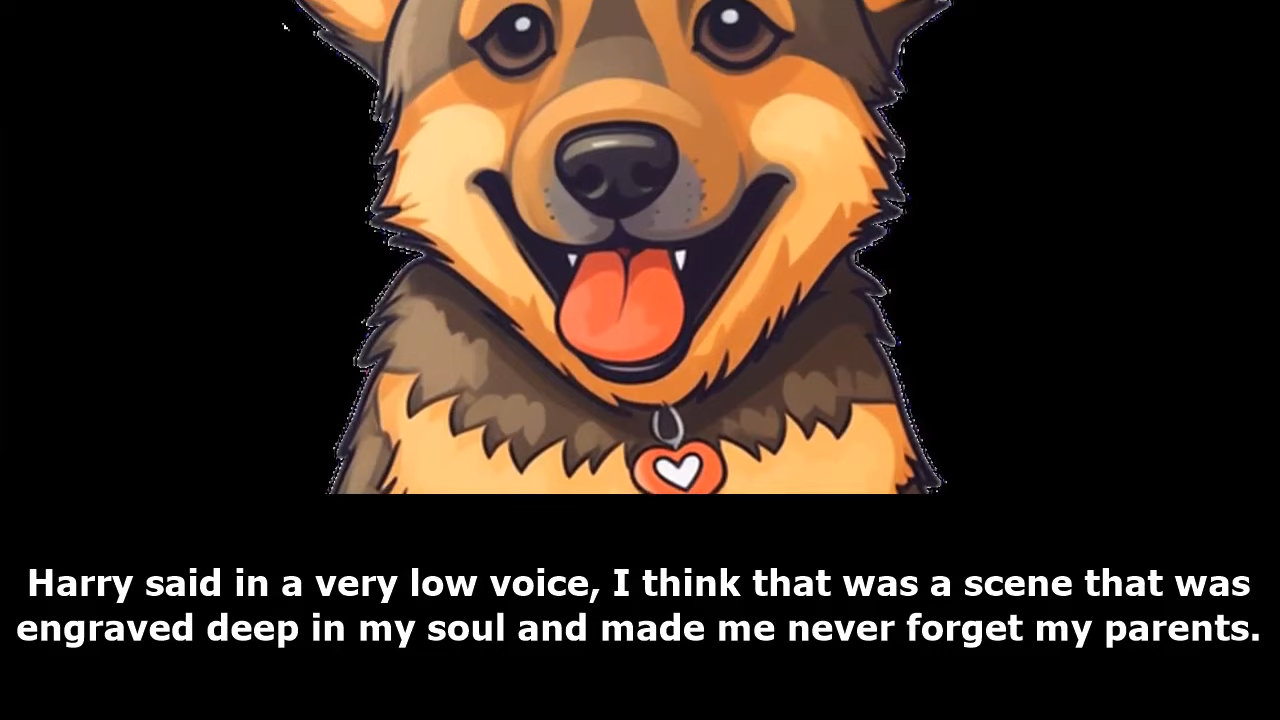 Harry said in a very low voice, I think that was a scene that was
engraved deep in my soul and made me never forget my parents.